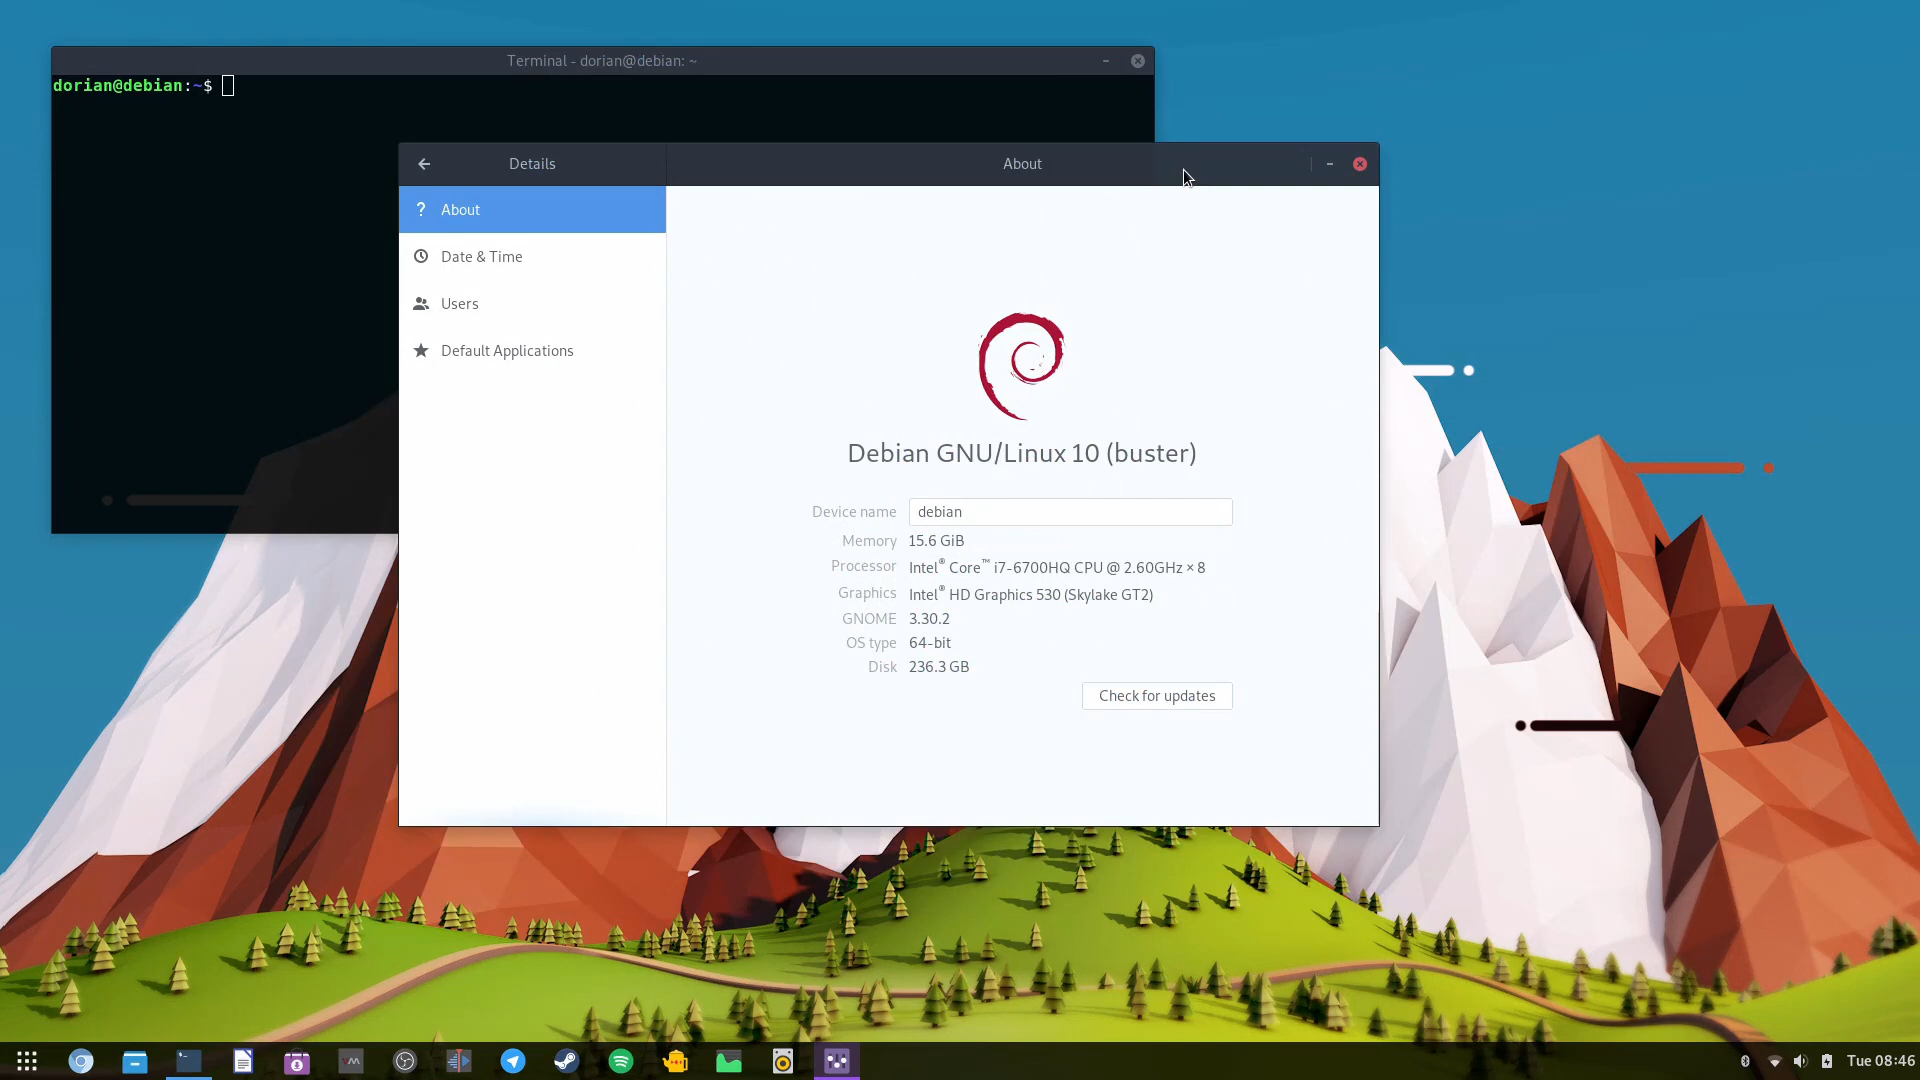 Terminal - dorian@debian: ~
dorian@debian:~$
Details
About
? About
Date & Time
Users
Default Applications
Debian GNU/Linux 10 (buster)
Device name debian
Memory 15.6 GiB
Processor Intel® Core™ i7-6700HQ CPU @ 2.60GHz × 8
Graphics Intel® HD Graphics 530 (Skylake GT2)
GNOME 3.30.2
OS type 64-bit
Disk 236.3 GB
Check for updates
Tue 08:46